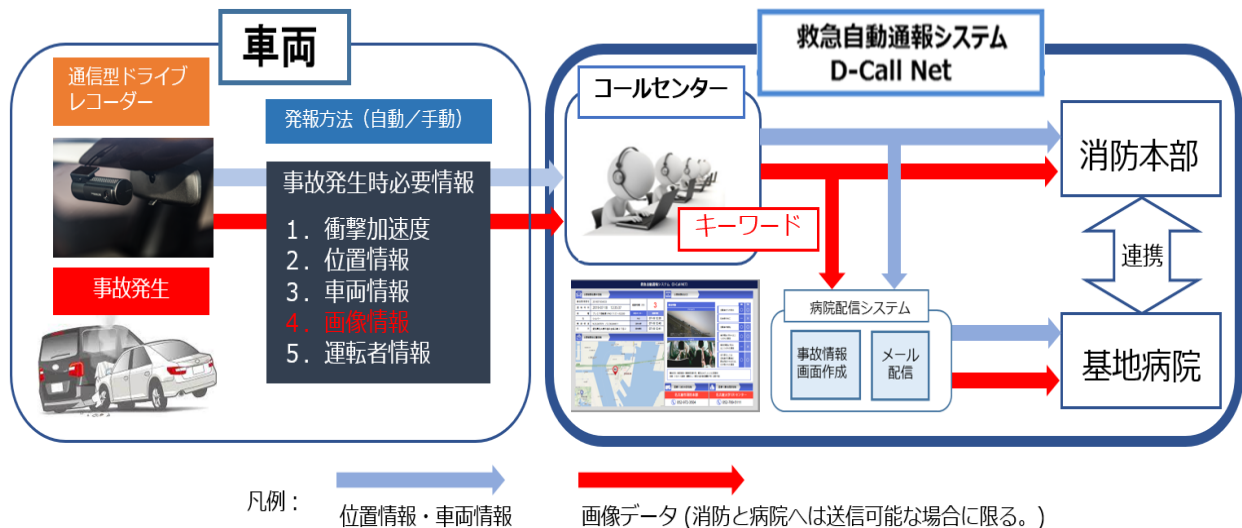 車両
通信型ドライブ
レコーダー
発報方法（自動／手動）
事故発生時必要情報
1．衝撃加速度
2．位置情報
3．車両情報
4．画像情報
5．運転者情報
事故発生
救急自動通報システム
D-Call Net
コールセンター
キーワード
消防本部
連携
基地病院
病院配信システム
事故情報
画面作成
メール
配信
凡例：
位置情報・車両情報
画像データ (消防と病院へは送信可能な場合に限る。)